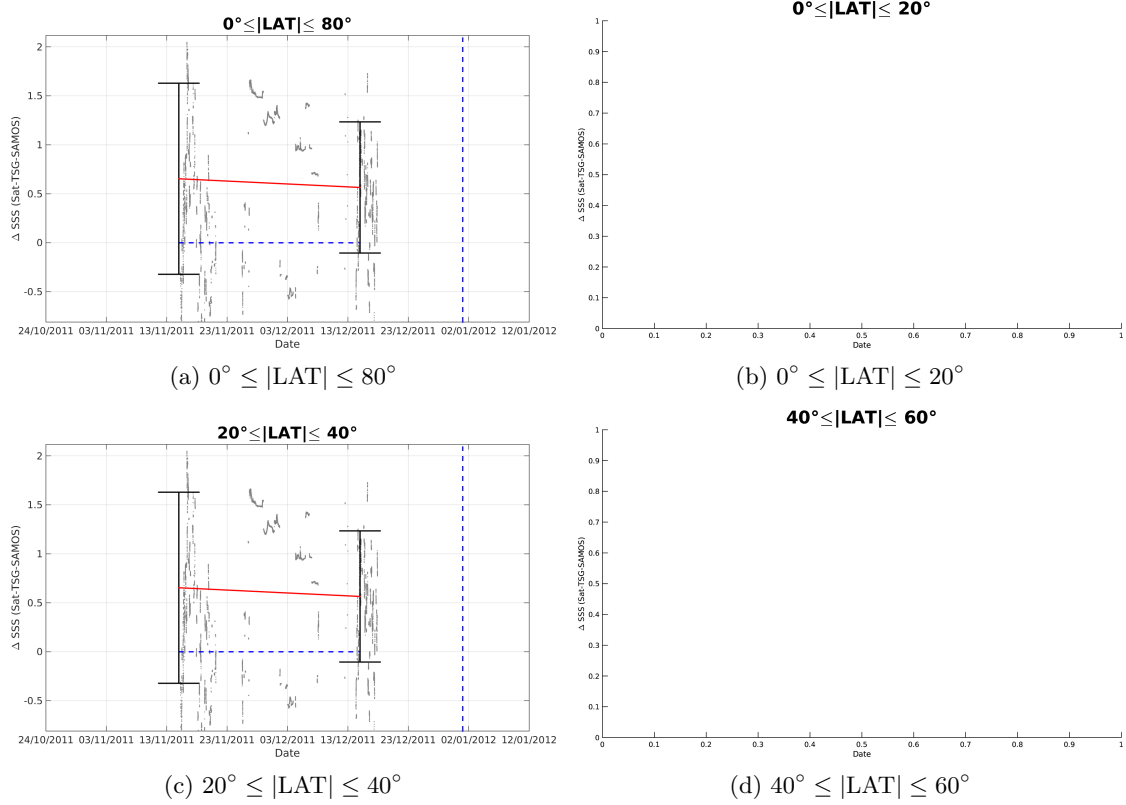 0°≤|LAT|≤ 80°
2
1.5
1
0.5
0
-0.5
Δ SSS (Sat-TSG-SAMOS)
24/10/2011 03/11/2011 13/11/2011 23/11/2011 03/12/2011 13/12/2011 23/12/2011 02/01/2012 12/01/2012
Date
(a) 0° ≤ |LAT| ≤ 80°
0°≤|LAT|≤ 20°
1
0.9
0.8
0.7
0.6
0.5
0.4
0.3
0.2
0.1
0
Δ SSS (Sat-TSG-SAMOS)
0 0.1 0.2 0.3 0.4 0.5 0.6 0.7 0.8 0.9 1
Date
(b) 0° ≤ |LAT| ≤ 20°
20°≤|LAT|≤ 40°
2
1.5
1
0.5
0
-0.5
Δ SSS (Sat-TSG-SAMOS)
24/10/2011 03/11/2011 13/11/2011 23/11/2011 03/12/2011 13/12/2011 23/12/2011 02/01/2012 12/01/2012
Date
(c) 20° ≤ |LAT| ≤ 40°
40°≤|LAT|≤ 60°
1
0.9
0.8
0.7
0.6
0.5
0.4
0.3
0.2
0.1
0
Δ SSS (Sat-TSG-SAMOS)
0 0.1 0.2 0.3 0.4 0.5 0.6 0.7 0.8 0.9 1
Date
(d) 40° ≤ |LAT| ≤ 60°